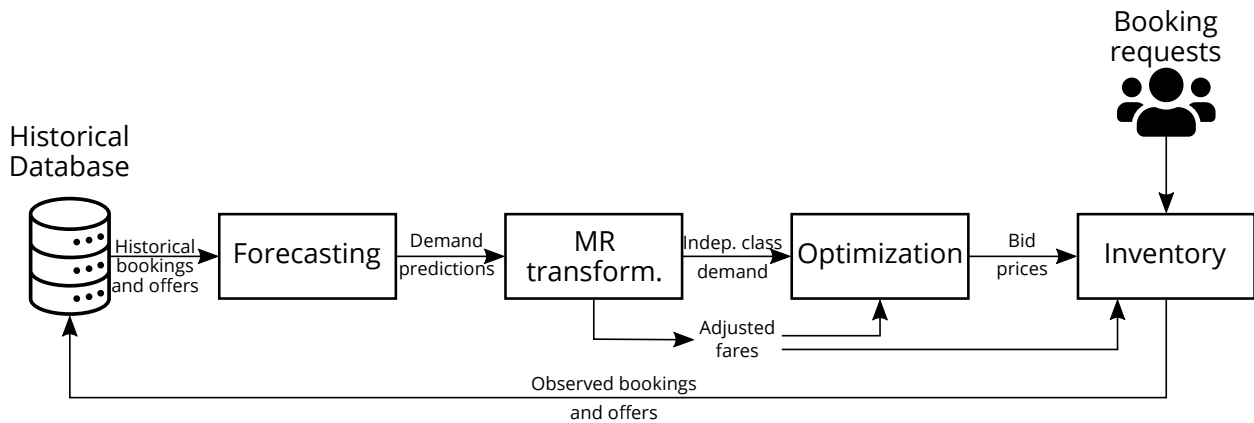 Booking
requests
Historical
Database
Historical
bookings
and offers
Forecasting
Demand
predictions
MR
transform.
Indep. class
demand
Optimization
Bid
prices
Inventory
Adjusted
fares
Observed bookings
and offers